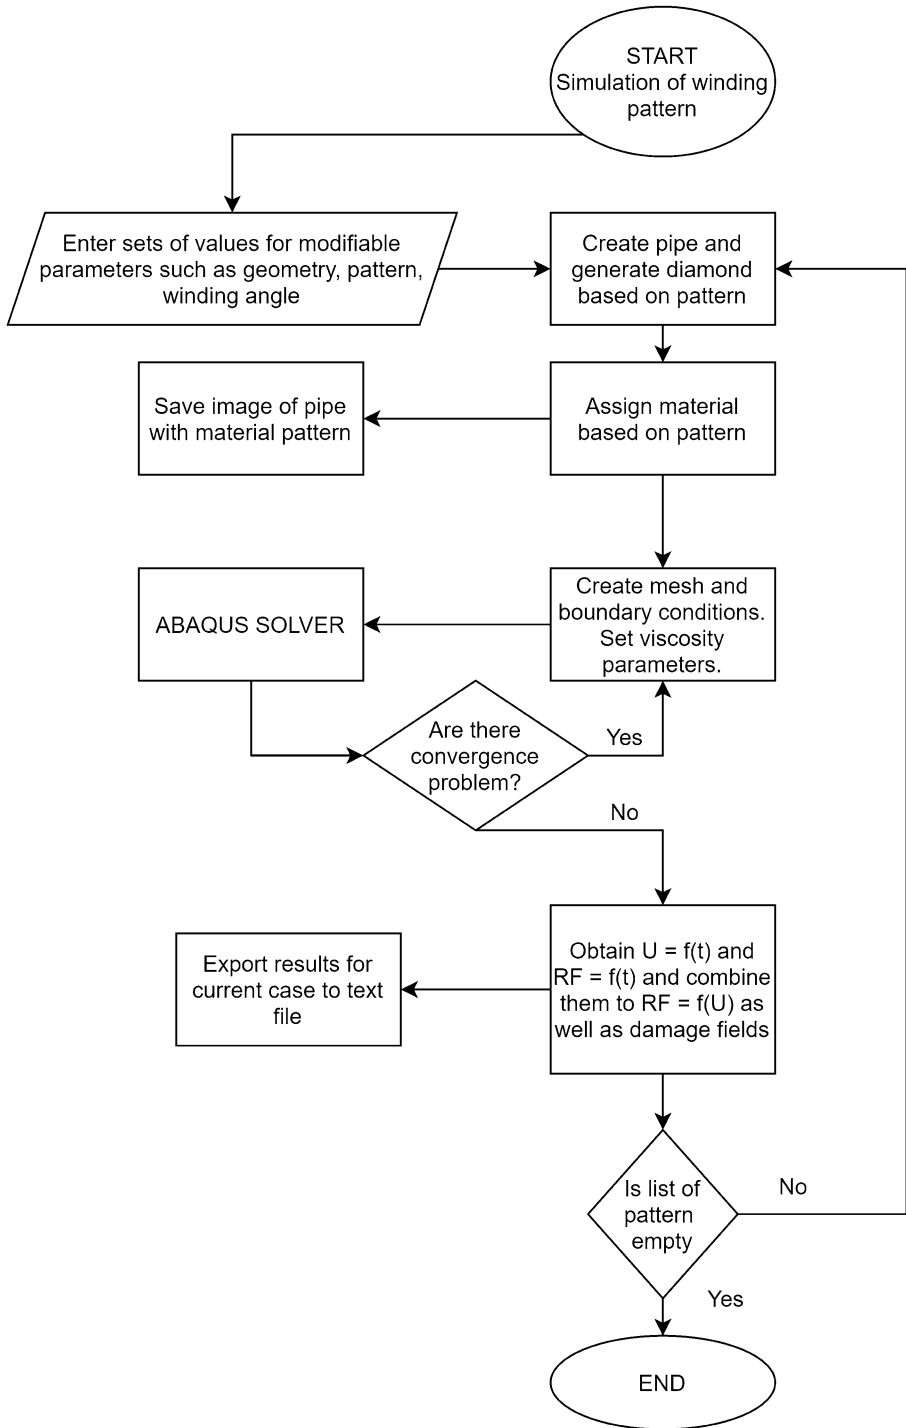 START
Simulation of winding
pattern
Enter sets of values for modifiable
parameters such as geometry, pattern,
winding angle
Create pipe and
generate diamond
based on pattern
Save image of pipe
with material pattern
Assign material
based on pattern
ABAQUS SOLVER
Create mesh and
boundary conditions.
Set viscosity
parameters.
Are there
convergence
problem?
Yes
No
Export results for
current case to text
file
Obtain U = f(t) and
RF = f(t) and combine
them to RF = f(U) as
well as damage fields
Is list of
pattern
empty
No
Yes
END